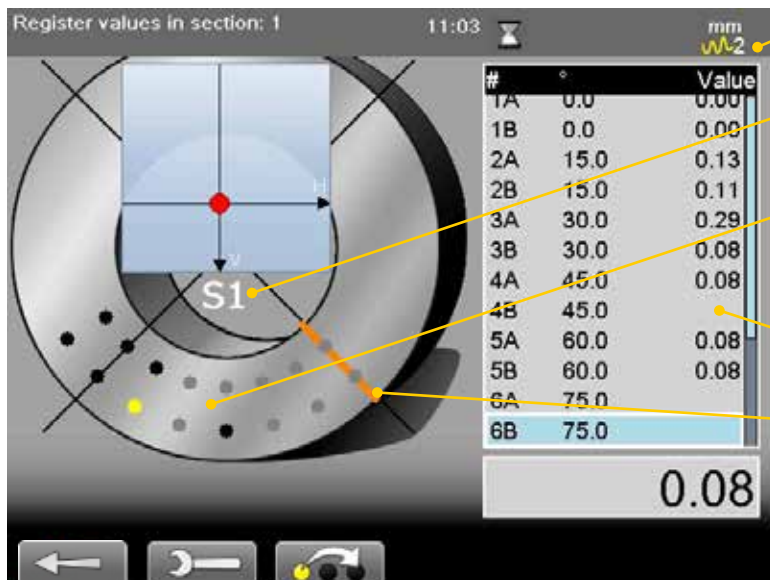 Register values in section: 1
11:03
mm
2
# ° Value
1A 0.0 0.00
1B 0.0 0.00
2A 15.0 0.13
2B 15.0 0.11
3A 30.0 0.29
3B 30.0 0.08
4A 45.0 0.08
4B 45.0
5A 60.0 0.08
5B 60.0 0.08
6A 75.0
6B 75.0
H
V
S1
0.08